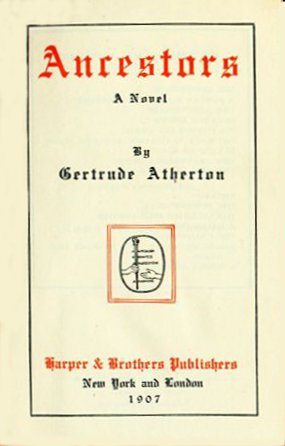 Ancestors
A Novel
By
Gertrude Atherton
Harper & Brothers Publishers
New York and London
1907